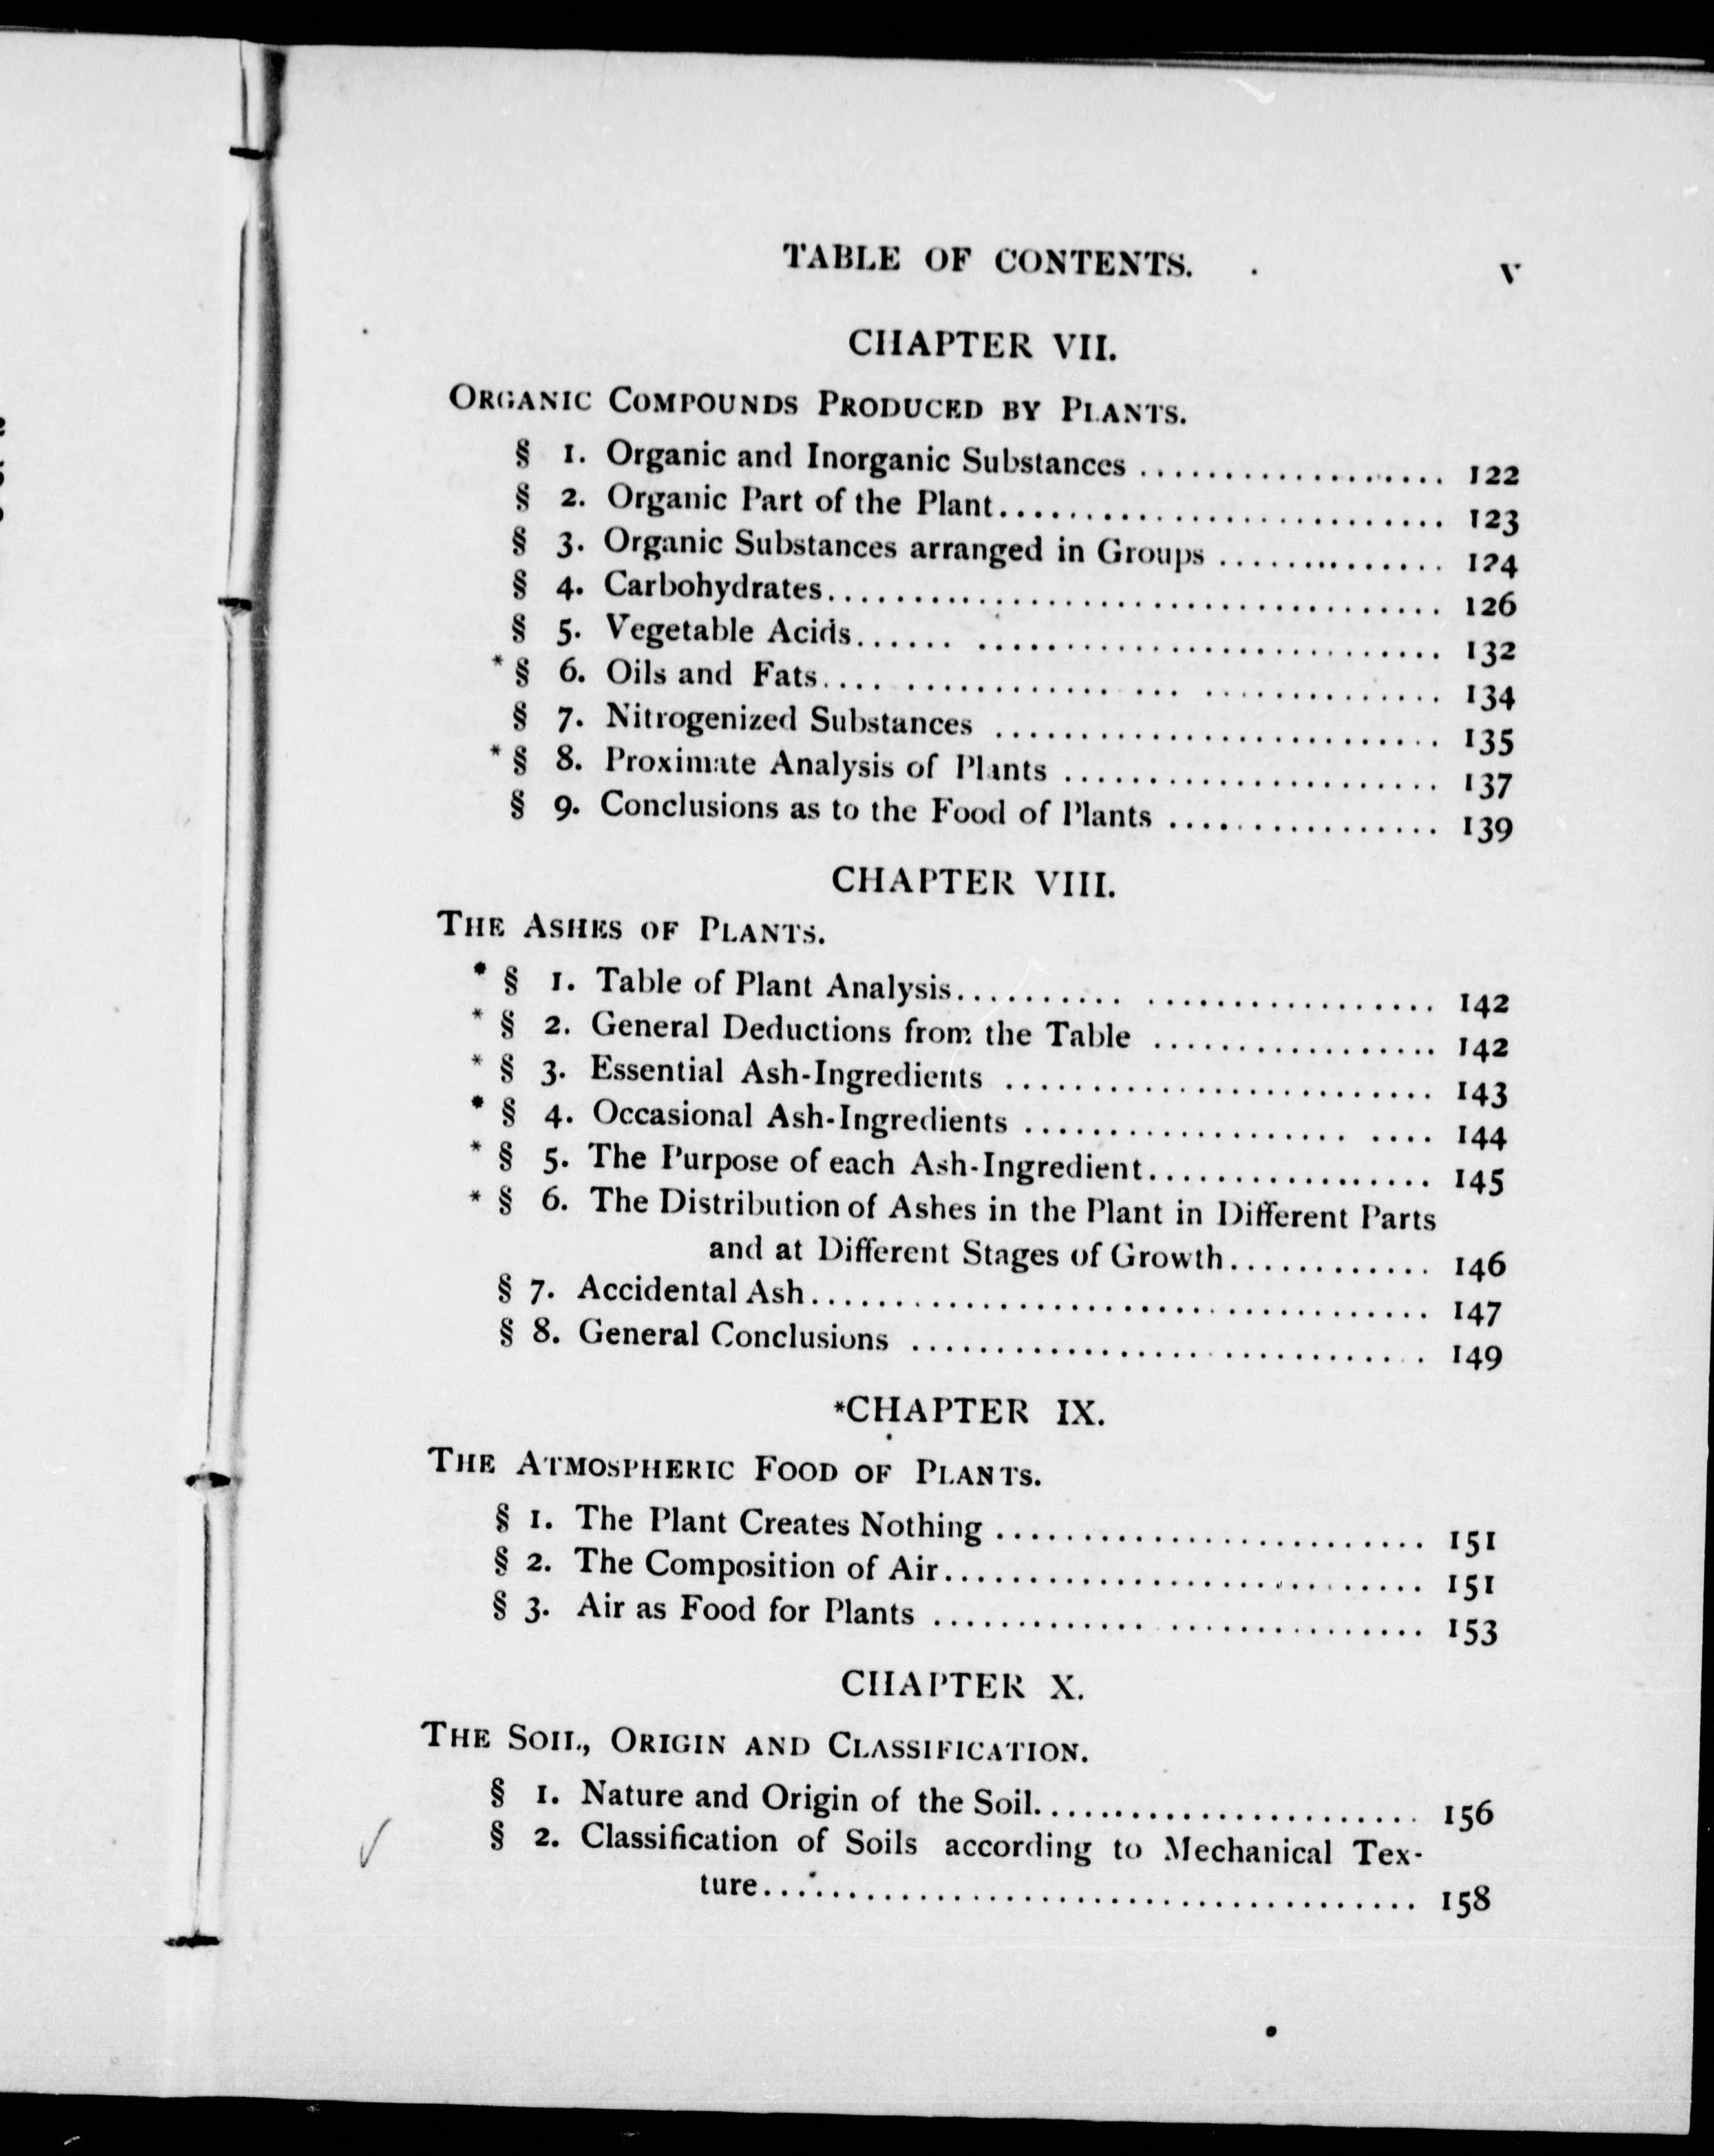 TABLE OF CONTENTS. v
CHAPTER VII.
ORGANIC COMPOUNDS PRODUCED BY PLANTS.
§ 1. Organic and Inorganic Substances .................. 122
§ 2. Organic Part of the Plant.......................... 123
§ 3. Organic Substances arranged in Groups ............. 124
§ 4. Carbohydrates.................................... 126
§ 5. Vegetable Acids...... ........................... 132
* § 6. Oils and Fats.... ............... ... .............. 134
§ 7. Nitrogenized Substances .......................... 135
* § 8. Proximate Analysis of Plants ...................... 137
§ 9. Conclusions as to the Food of Plants ................ 139
CHAPTER VIII.
THE ASHES OF PLANTS.
* § 1. Table of Plant Analysis.......... ................. 142
* § 2. General Deductions from the Table ................. 142
* § 3. Essential Ash-Ingredients ......................... 143
* § 4. Occasional Ash-Ingredients ................... .... 144
* § 5. The Purpose of each Ash-Ingredient................. 145
* § 6. The Distribution of Ashes in the Plant in Different Parts
and at Different Stages of Growth............ 146
§ 7. Accidental Ash..................................... 147
§ 8. General Conclusions .............................. 149
*CHAPTER IX.
THE ATMOSPHERIC FOOD OF PLANTS.
§ 1. The Plant Creates Nothing ......................... 151
§ 2. The Composition of Air............................ 151
§ 3. Air as Food for Plants ............. ............... 153
CHAPTER X.
THE SOIL, ORIGIN AND CLASSIFICATION.
§ 1. Nature and Origin of the Soil....................... 156
§ 2. Classification of Soils according to Mechanical Tex-
ture....................................... 158